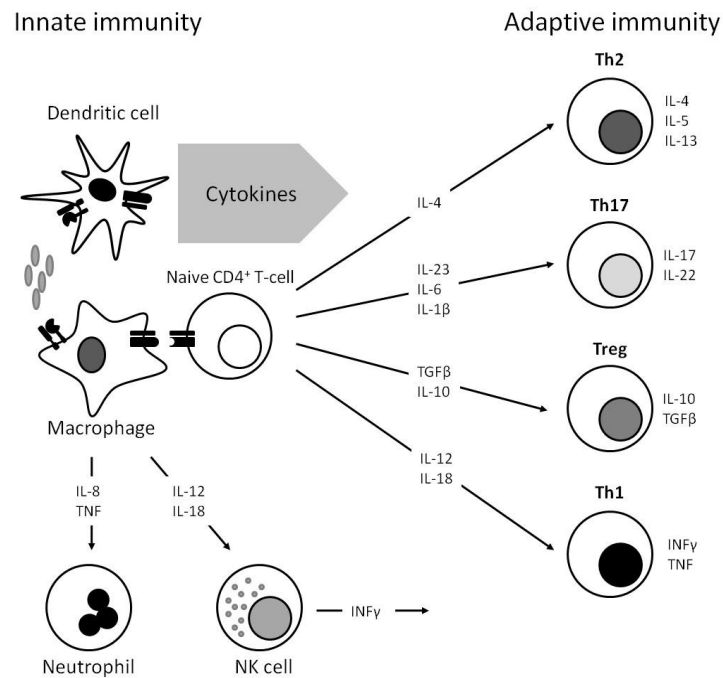 Innate immunity
Adaptive immunity
Dendritic cell
Cytokines
Naive CD4⁺ T-cell
Macrophage
IL-8
TNF
IL-12
IL-18
Neutrophil
NK cell
INFγ
IL-4
IL-23
IL-6
IL-1β
TGFβ
IL-10
IL-12
IL-18
Th2
IL-4
IL-5
IL-13
Th17
IL-17
IL-22
Treg
IL-10
TGFβ
Th1
INFγ
TNF